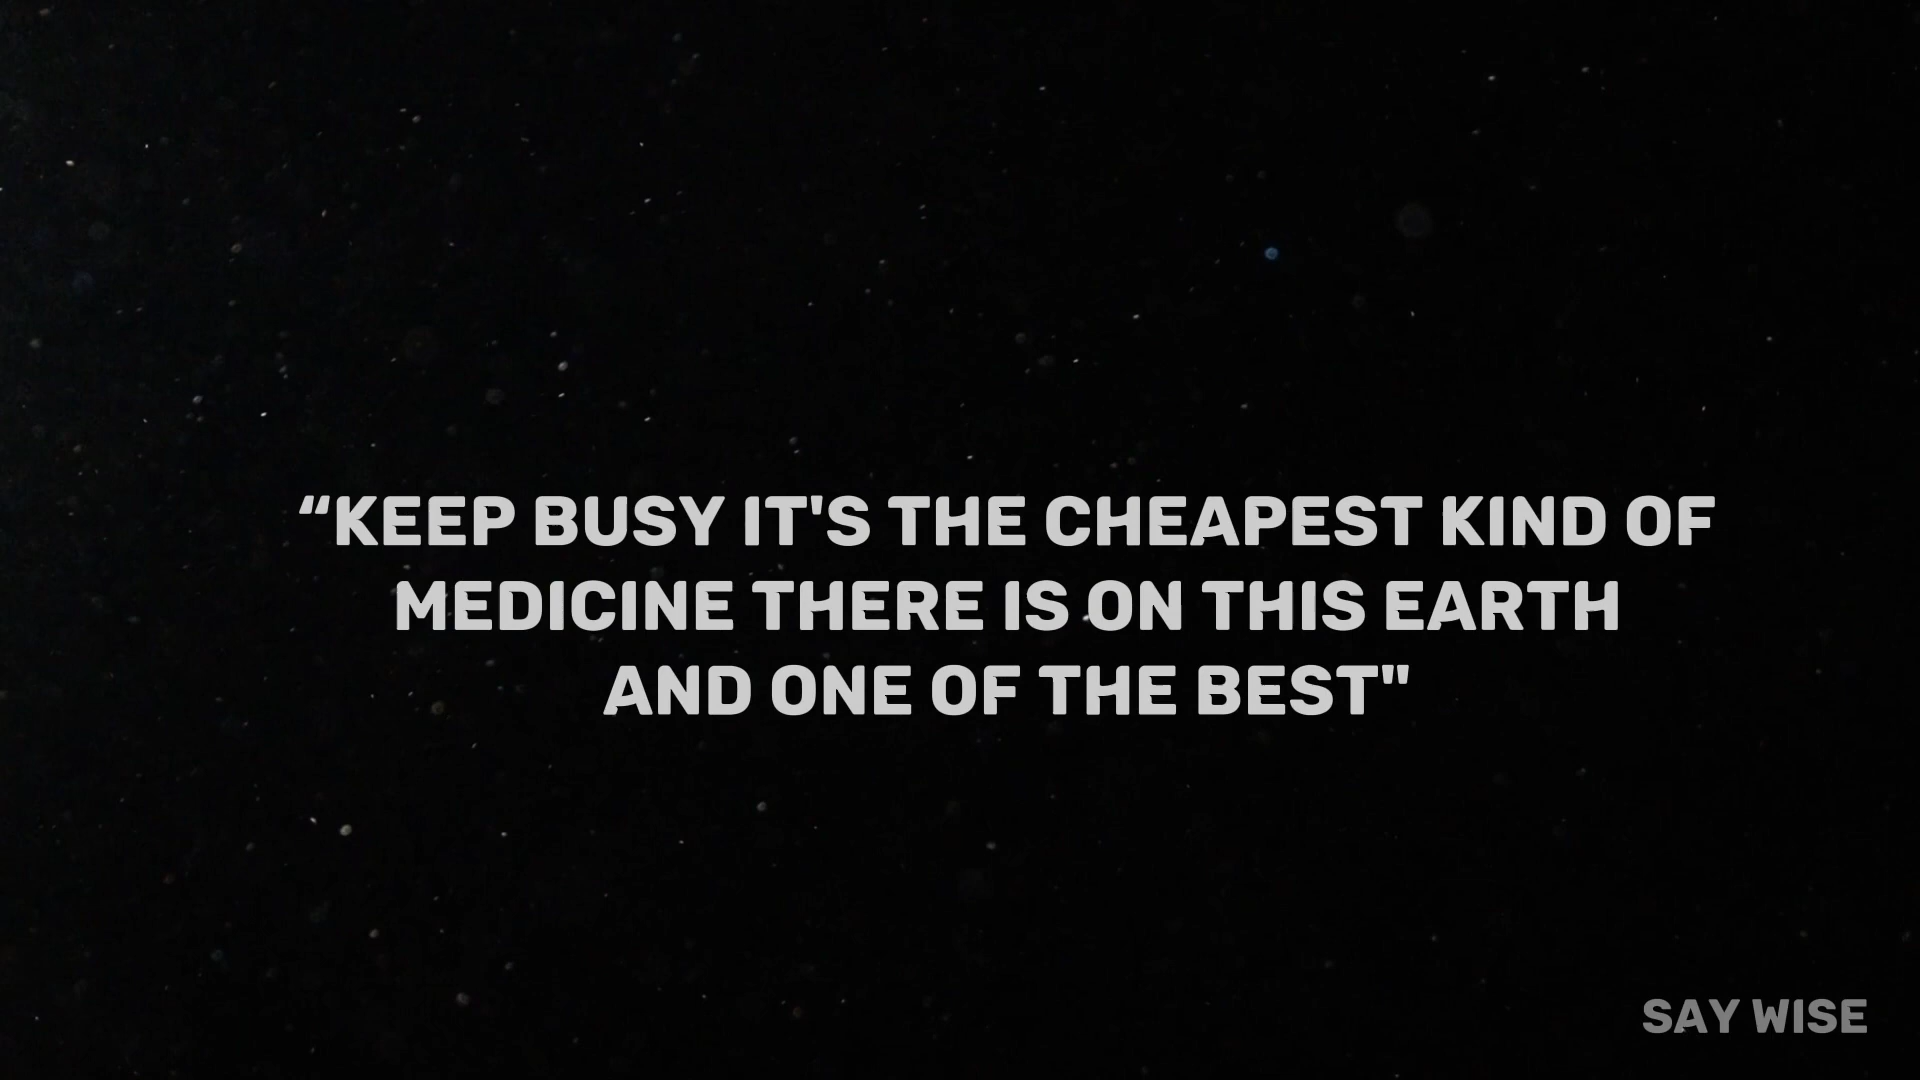 “KEEP BUSY IT'S THE CHEAPEST KIND OF
MEDICINE THERE IS ON THIS EARTH
AND ONE OF THE BEST"
SAY WISE